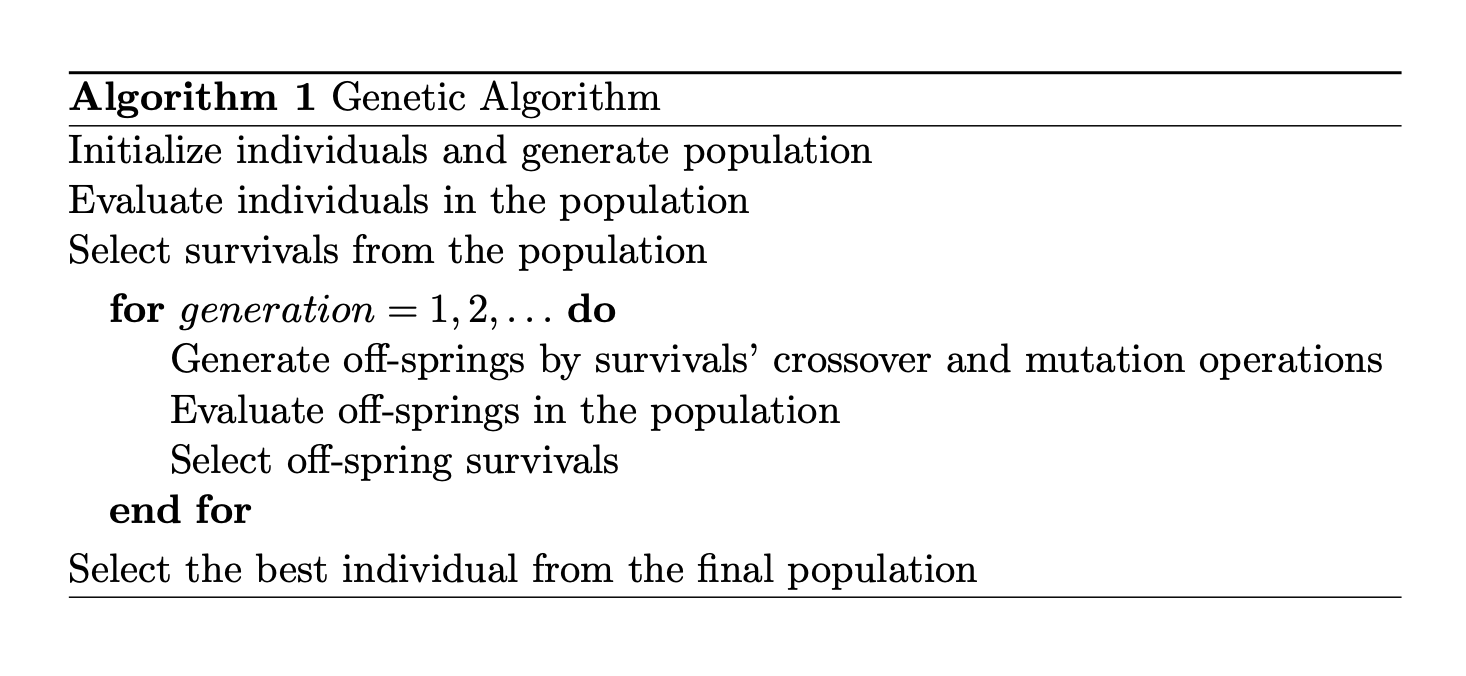 Algorithm 1 Genetic Algorithm
Initialize individuals and generate population
Evaluate individuals in the population
Select survivals from the population
for generation = 1, 2, . . . do
Generate off-springs by survivals’ crossover and mutation operations
Evaluate off-springs in the population
Select off-spring survivals
end for
Select the best individual from the final population